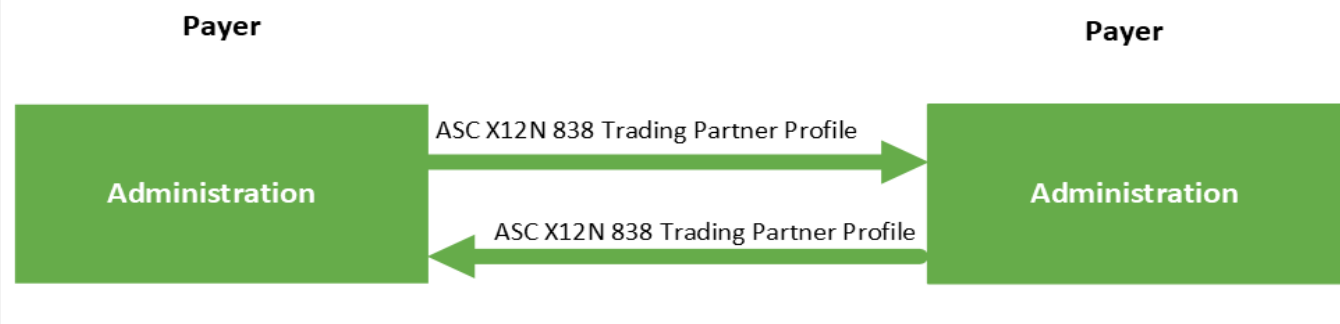 Payer
Payer
ASC X12N 838 Trading Partner Profile
Administration
Administration
ASC X12N 838 Trading Partner Profile